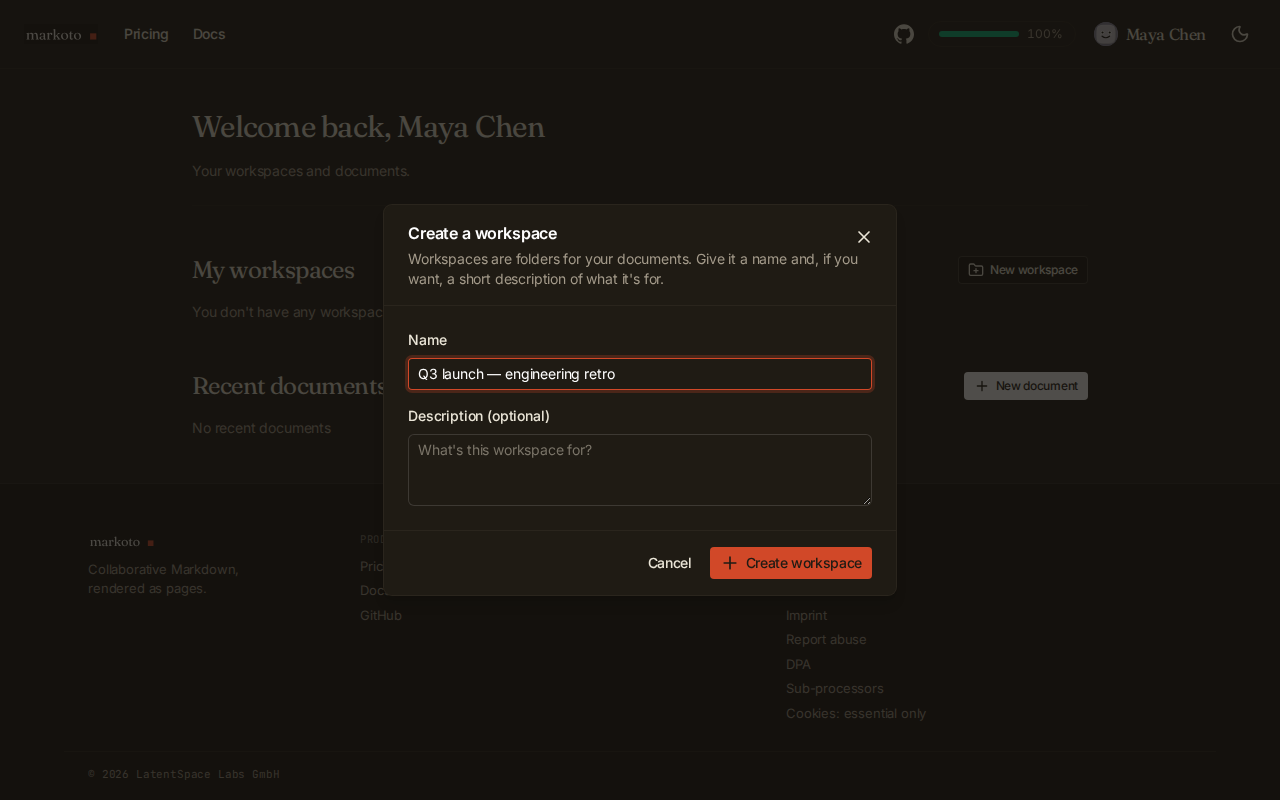 markoto
Pricing
Docs
100%
Maya Chen
Welcome back, Maya Chen
Your workspaces and documents.
My workspaces
New workspace
You don't have any workspac
Recent documents
New document
No recent documents
Create a workspace
Workspaces are folders for your documents. Give it a name and, if you
want, a short description of what it's for.
Name
Q3 launch — engineering retro
Description (optional)
What's this workspace for?
Cancel
Create workspace
markoto
Collaborative Markdown,
rendered as pages.
GitHub
Imprint
Report abuse
DPA
Sub-processors
Cookies: essential only
© 2026 LatentSpace Labs GmbH